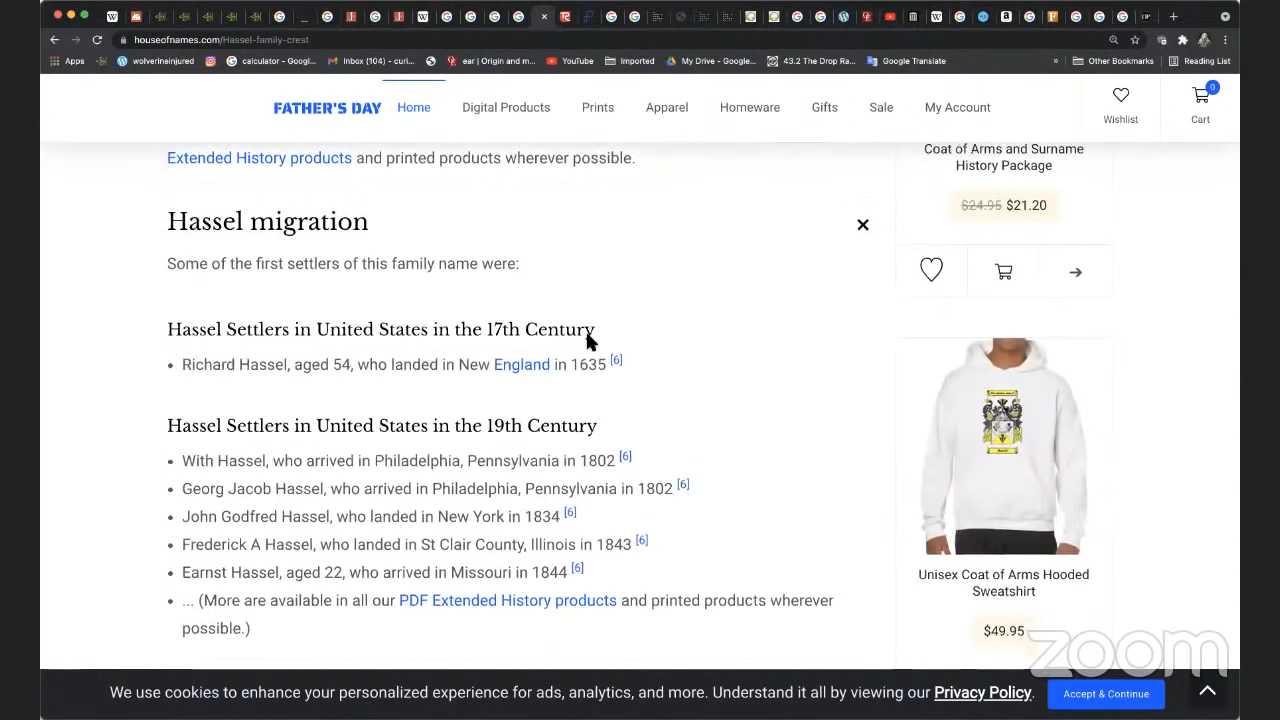 houseofnames.com/Hassel-family-crest
Apps
wolverineinjured
calculator - Googl...
Inbox (104) - curi...
ear | Origin and m...
YouTube
Imported
My Drive - Google...
43.2 The Drop Ra...
Google Translate
»
Other Bookmarks
Reading List
FATHER'S DAY
Home
Digital Products
Prints
Apparel
Homeware
Gifts
Sale
My Account
Wishlist
0
Cart
Extended History products and printed products wherever possible.
Hassel migration
Some of the first settlers of this family name were:
Hassel Settlers in United States in the 17th Century
• Richard Hassel, aged 54, who landed in New England in 1635 [6]
Hassel Settlers in United States in the 19th Century
• With Hassel, who arrived in Philadelphia, Pennsylvania in 1802 [6]
• Georg Jacob Hassel, who arrived in Philadelphia, Pennsylvania in 1802 [6]
• John Godfred Hassel, who landed in New York in 1834 [6]
• Frederick A Hassel, who landed in St Clair County, Illinois in 1843 [6]
• Earnst Hassel, aged 22, who arrived in Missouri in 1844 [6]
• ... (More are available in all our PDF Extended History products and printed products wherever
possible.)
Coat of Arms and Surname
History Package
$24.95 $21.20
Unisex Coat of Arms Hooded
Sweatshirt
$49.95
zoom
We use cookies to enhance your personalized experience for ads, analytics, and more. Understand it all by viewing our Privacy Policy.
Accept & Continue